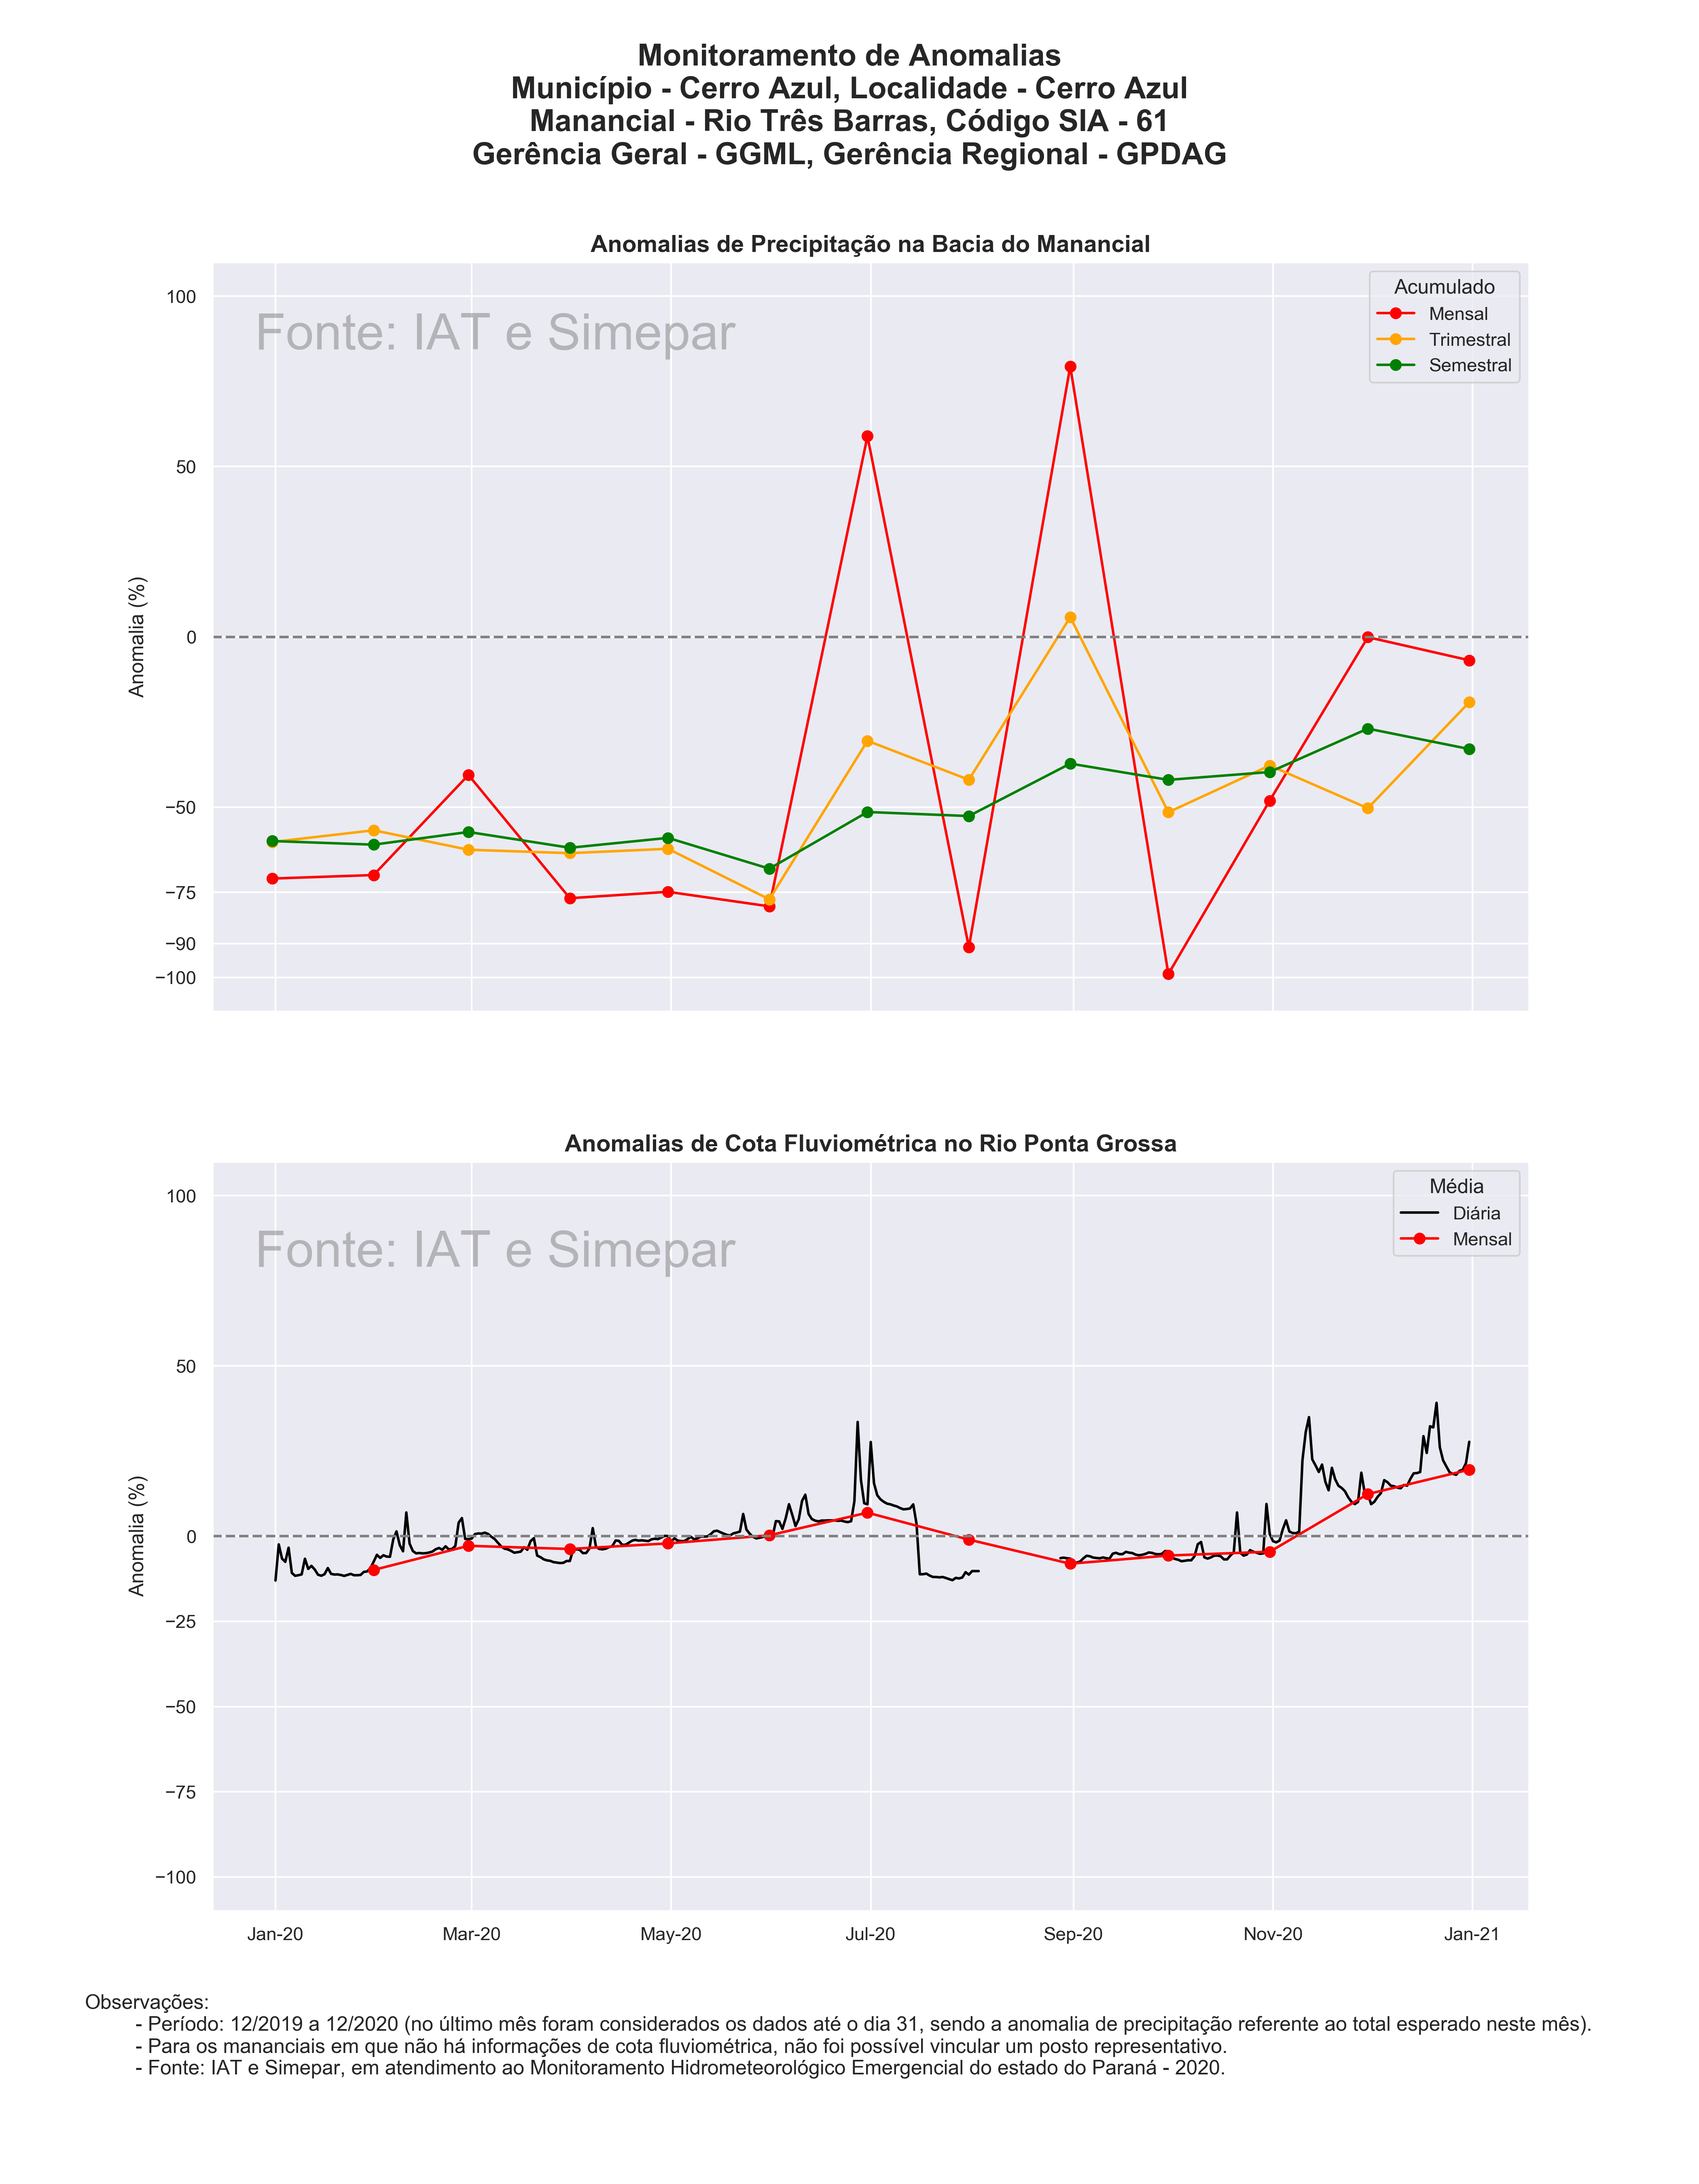 Monitoramento de Anomalias
Município - Cerro Azul, Localidade - Cerro Azul
Manancial - Rio Três Barras, Código SIA - 61
Gerência Geral - GGML, Gerência Regional - GPDAG
Anomalias de Precipitação na Bacia do Manancial
Fonte: IAT e Simepar
Acumulado
Mensal
Trimestral
Semestral
Anomalia (%)
100
50
0
−50
−75
−90
−100
Anomalias de Cota Fluviométrica no Rio Ponta Grossa
Fonte: IAT e Simepar
Média
Diária
Mensal
Anomalia (%)
100
50
0
−25
−50
−75
−100
Jan-20 Mar-20 May-20 Jul-20 Sep-20 Nov-20 Jan-21
Observações:
- Período: 12/2019 a 12/2020 (no último mês foram considerados os dados até o dia 31, sendo a anomalia de precipitação referente ao total esperado neste mês).
- Para os mananciais em que não há informações de cota fluviométrica, não foi possível vincular um posto representativo.
- Fonte: IAT e Simepar, em atendimento ao Monitoramento Hidrometeorológico Emergencial do estado do Paraná - 2020.